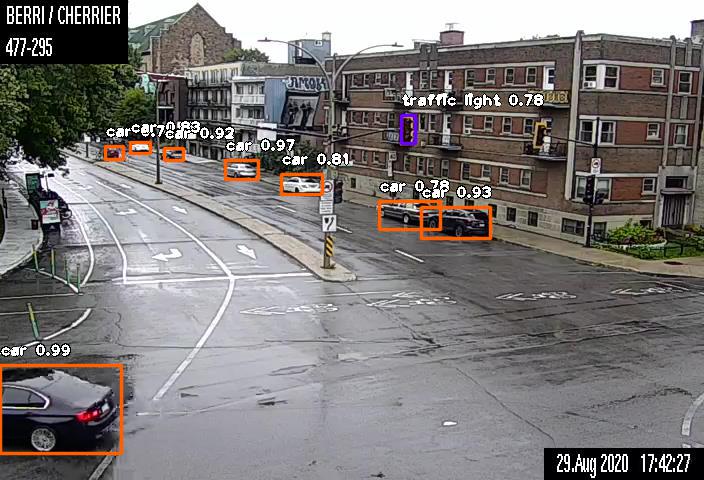 BERRI / CHERRIER
477-295
traffic light 0.78
car 0.92
car 0.97
car 0.81
car 0.78
car 0.93
car 0.99
29.Aug 2020 17:42:27